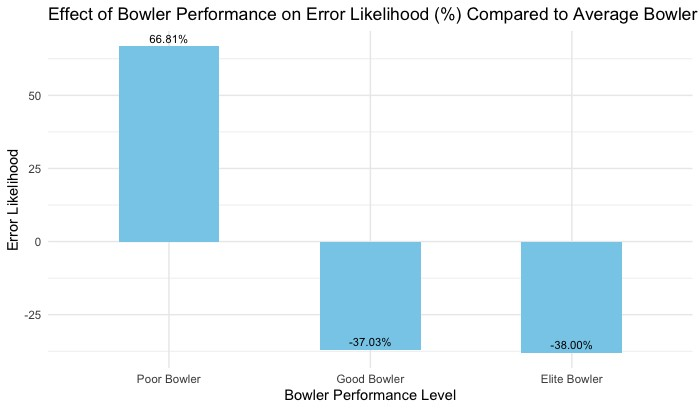 Effect of Bowler Performance on Error Likelihood (%) Compared to Average Bowler
66.81%
50
25
Error Likelihood
0
-25
-37.03%
-38.00%
Poor Bowler
Good Bowler
Elite Bowler
Bowler Performance Level